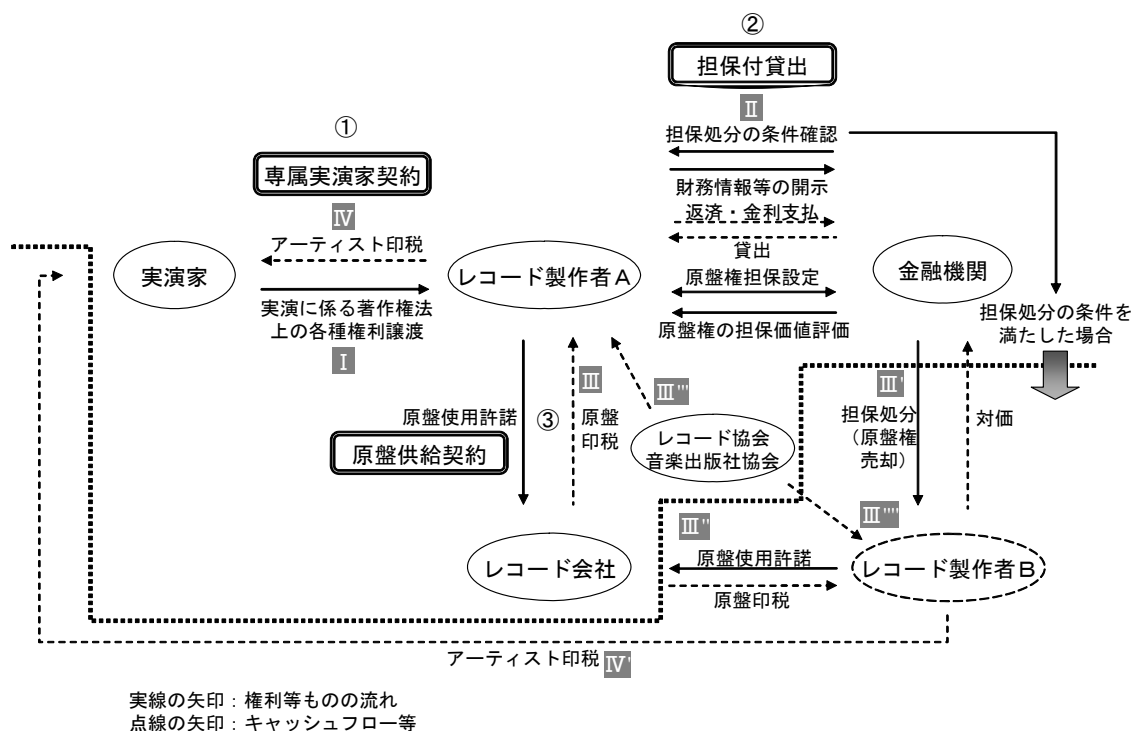 ②
担保付貸出
Ⅱ
担保処分の条件確認
①
専属実演家契約
財務情報等の開示
Ⅳ
返済・金利支払
アーティスト印税
貸出
実演家
レコード製作者A
原盤権担保設定
金融機関
実演に係る著作権法
上の各種権利譲渡
原盤権の担保価値評価
担保処分の条件を
満たした場合
Ⅰ
Ⅲ
Ⅲ'''
Ⅲ'
原盤使用許諾
③
原盤
印税
担保処分
(原盤権
売却)
対価
原盤供給契約
レコード協会
音楽出版社協会
Ⅲ''
Ⅲ''''
レコード会社
原盤使用許諾
レコード製作者B
原盤印税
アーティスト印税
Ⅳ'
実線の矢印:権利等ものの流れ
点線の矢印:キャッシュフロー等